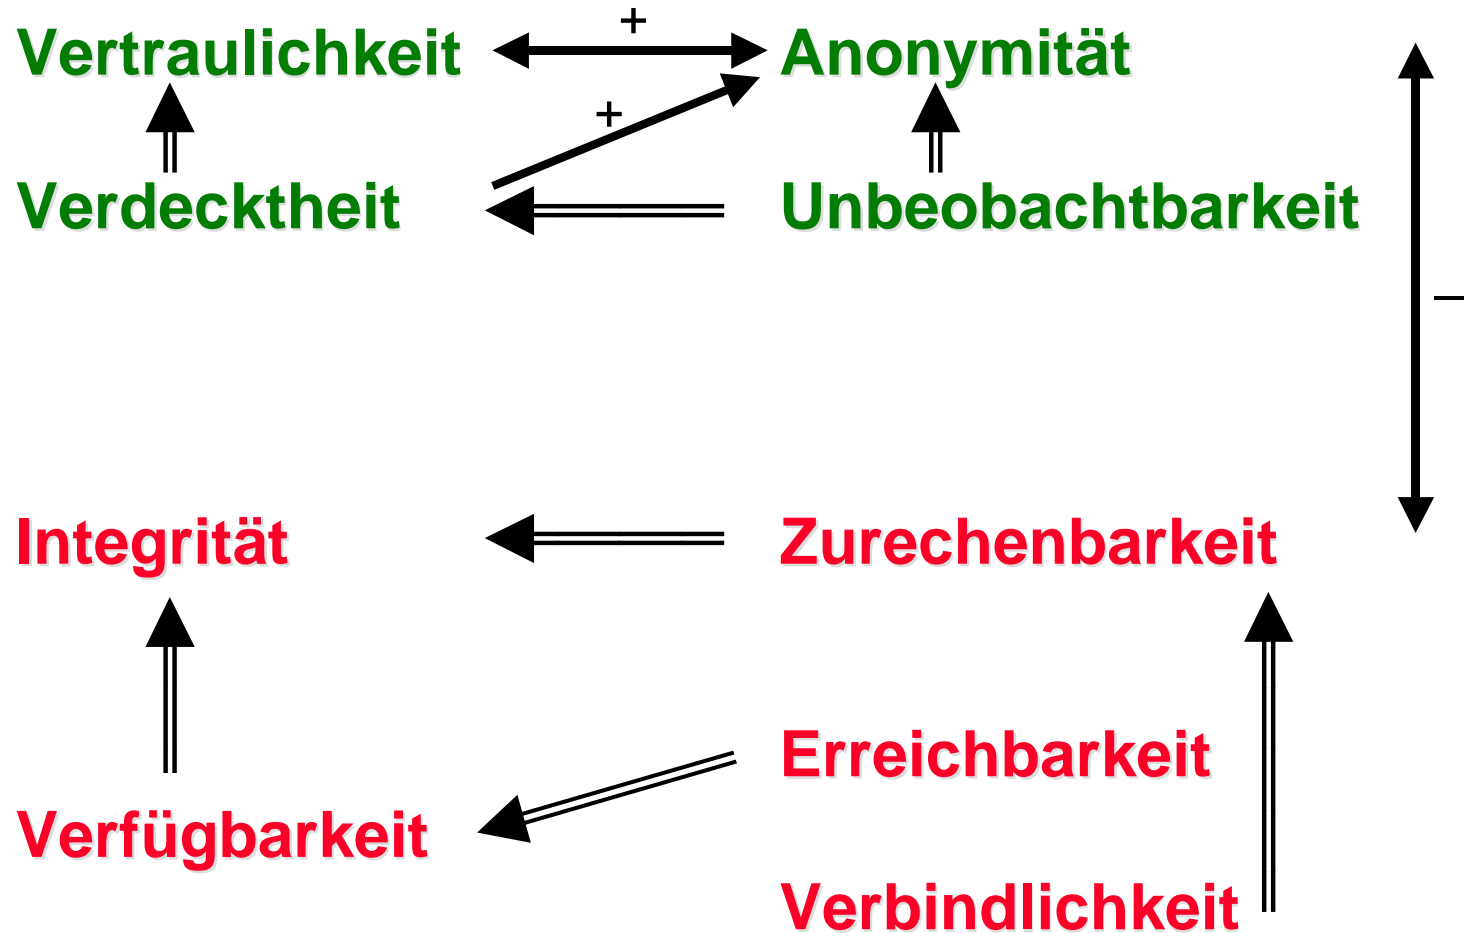 +
Vertraulichkeit Anonymität
+
Verdecktheit Unbeobachtbarkeit
–
Integrität Zurechenbarkeit
Erreichbarkeit
Verfügbarkeit
Verbindlichkeit